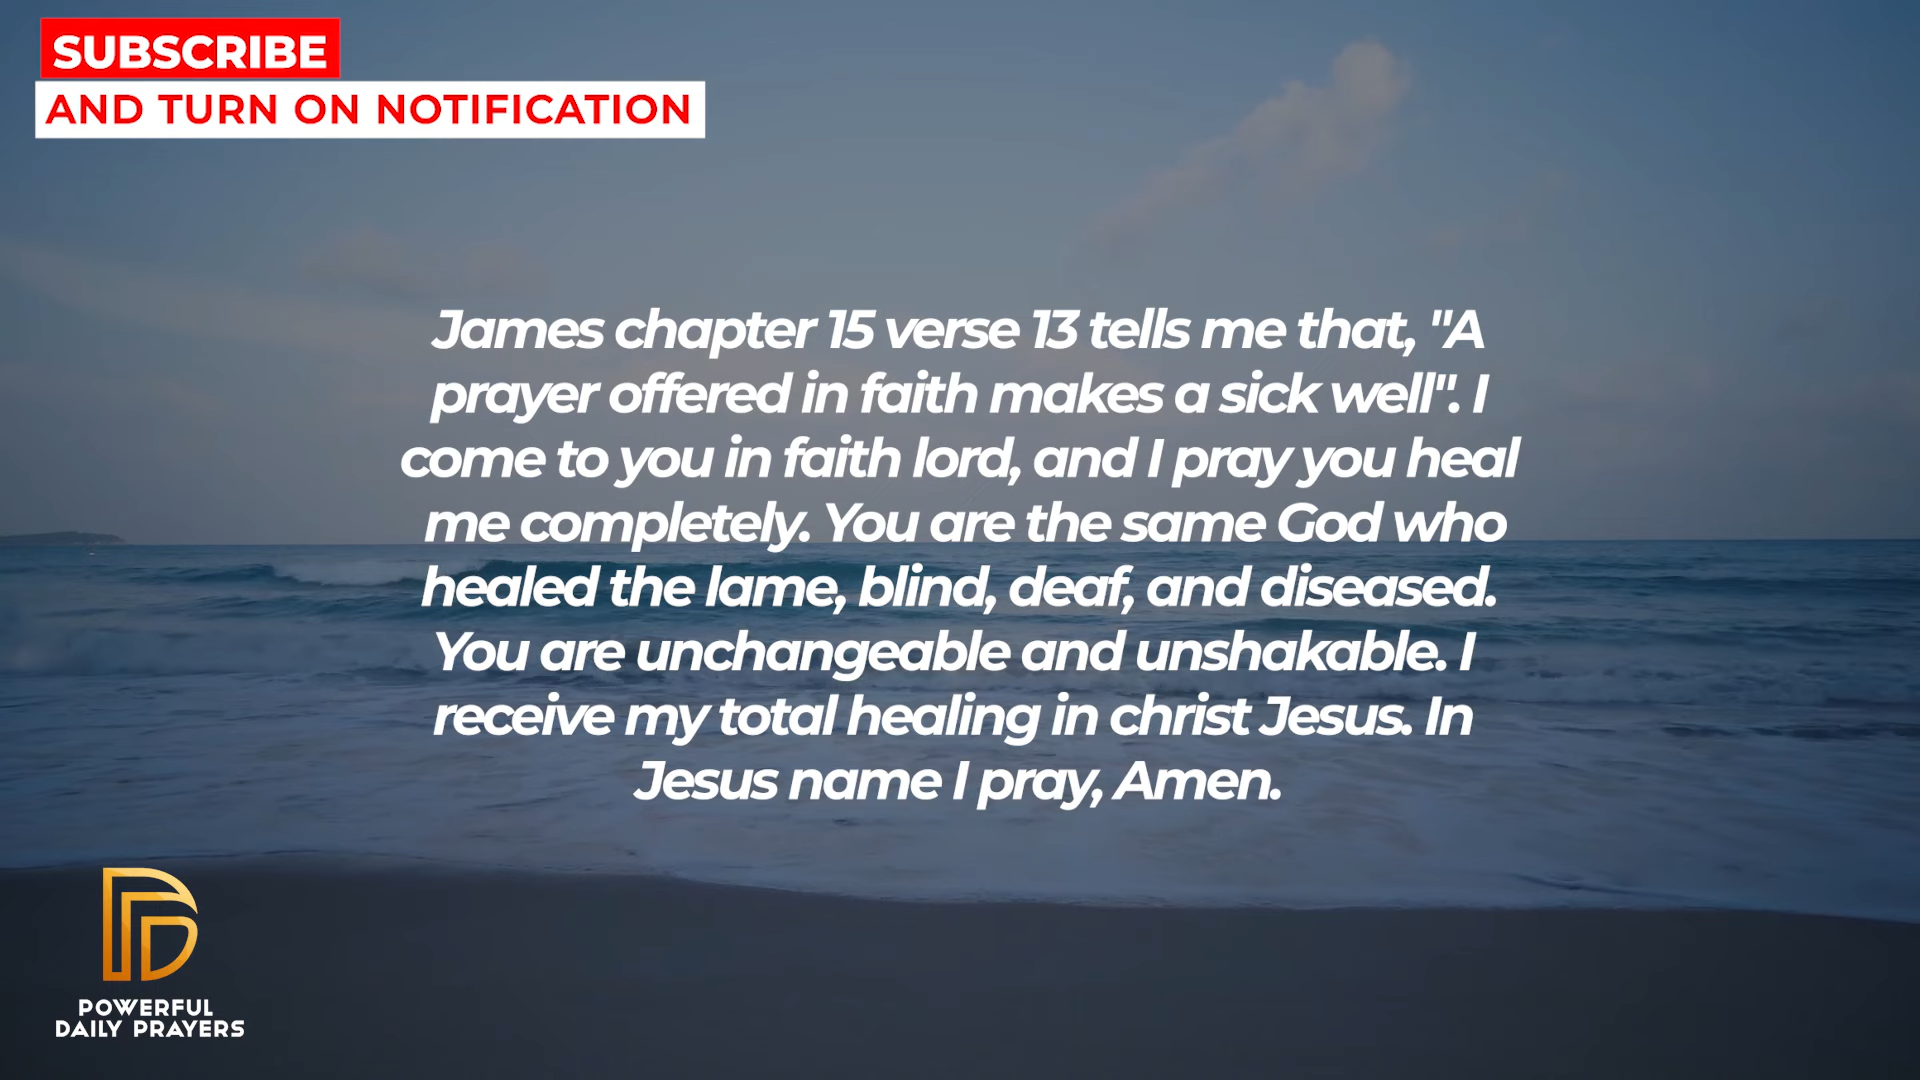 SUBSCRIBE
AND TURN ON NOTIFICATION
James chapter 15 verse 13 tells me that, "A
prayer offered in faith makes a sick well". I
come to you in faith lord, and I pray you heal
me completely. You are the same God who
healed the lame, blind, deaf, and diseased.
You are unchangeable and unshakable. I
receive my total healing in christ Jesus. In
Jesus name I pray, Amen.
POWERFUL
DAILY PRAYERS